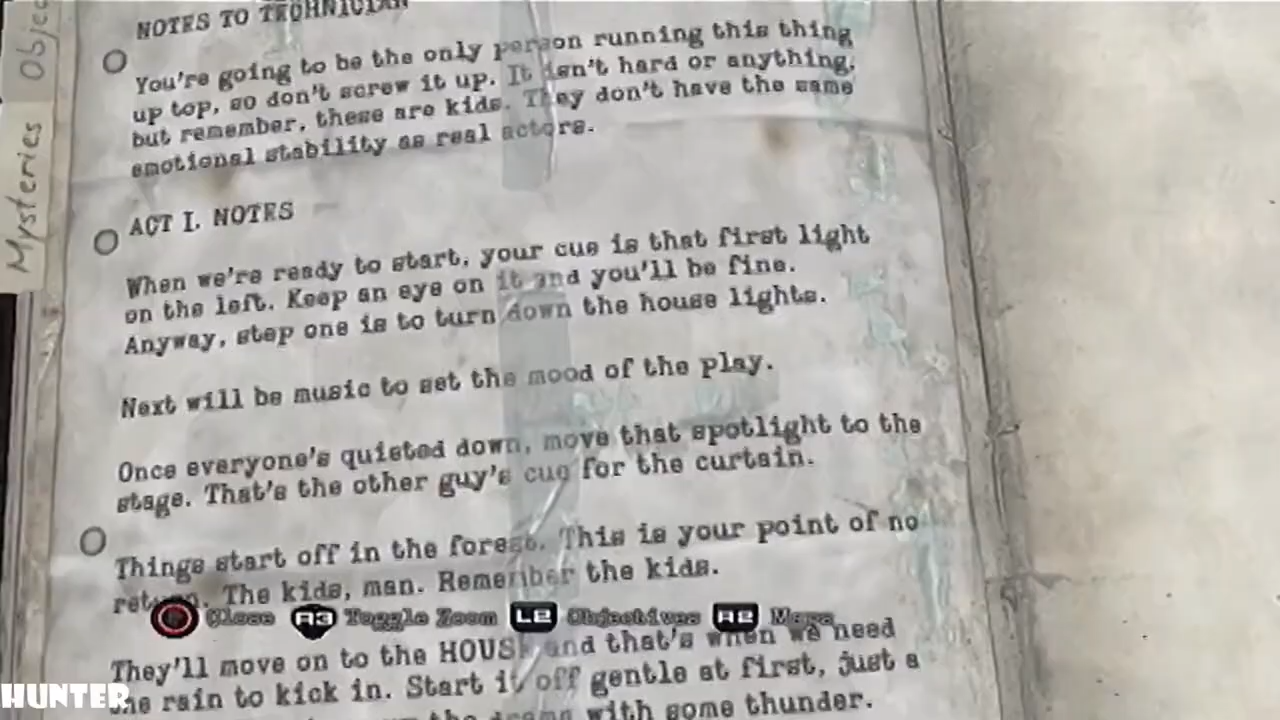 Objec
Mysteries
NOTES TO TECHNICIAN
You're going to be the only person running this thing
up top, so don't screw it up. It isn't hard or anything,
but remember, these are kids. They don't have the same
emotional stability as real actors.
ACT I. NOTES
When we're ready to start, your cue is that first light
on the left. Keep an eye on it and you'll be fine.
Anyway, step one is to turn down the house lights.
Next will be music to set the mood of the play.
Once everyone's quieted down, move that spotlight to the
stage. That's the other guy's cue for the curtain.
Things start off in the forest. This is your point of no
return. The kids, man. Remember the kids.
Close R3 Toggle Zoom L2 Objectives R2 Maps
They'll move on to the HOUSE and that's when we need
the rain to kick in. Start it off gentle at first, just a
the drama with some thunder.
HUNTER